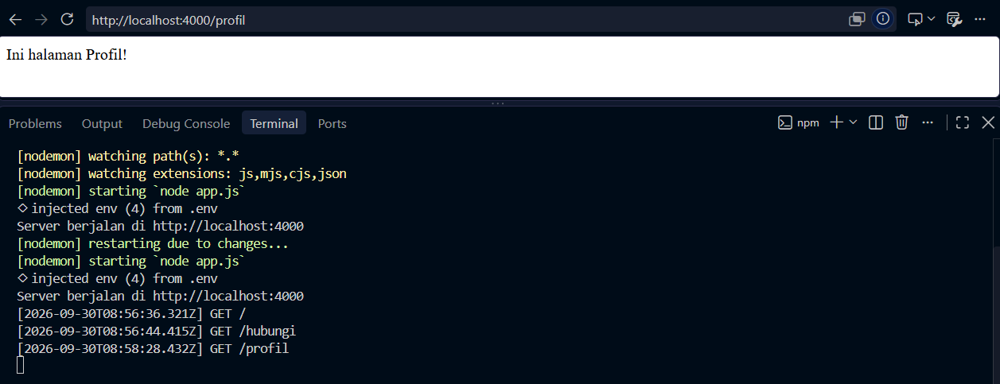 http://localhost:4000/profil
Ini halaman Profil!
Problems Output Debug Console Terminal Ports npm
[nodemon] watching path(s): *.*
[nodemon] watching extensions: js,mjs,cjs,json
[nodemon] starting `node app.js`
◇ injected env (4) from .env
Server berjalan di http://localhost:4000
[nodemon] restarting due to changes...
[nodemon] starting `node app.js`
◇ injected env (4) from .env
Server berjalan di http://localhost:4000
[2026-09-30T08:56:36.321Z] GET /
[2026-09-30T08:56:44.415Z] GET /hubungi
[2026-09-30T08:58:28.432Z] GET /profil